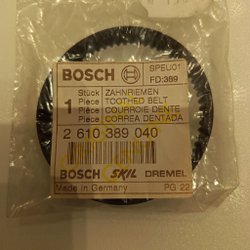 BOSCH
SPEU01
FD:389
1 Stück ZAHNRIEMEN
Piece TOOTHED BELT
Pièce COURROIE DENTE
Pièce CORREA DENTADA
2 610 389 040
BOSCH SKIL DREMEL
Made in Germany PG 22